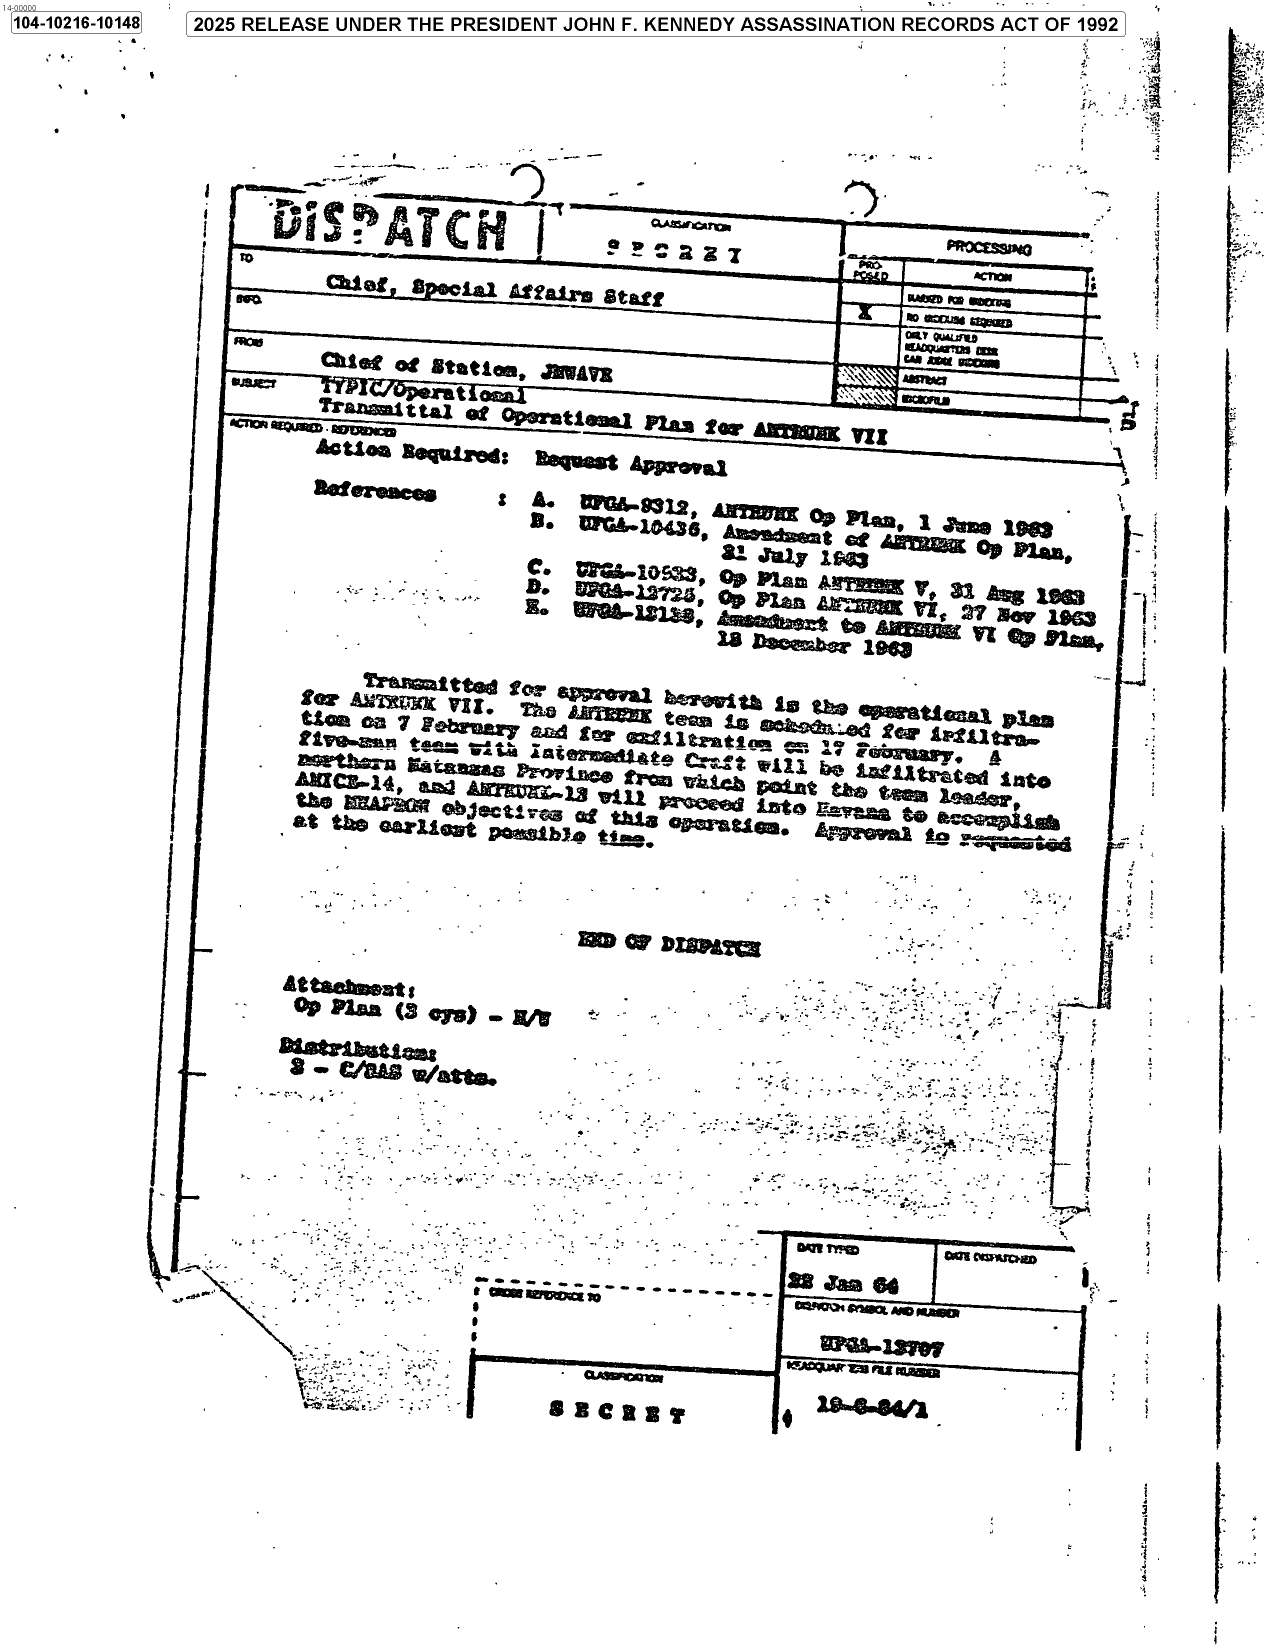 14-00000
104-10216-10148
2025 RELEASE UNDER THE PRESIDENT JOHN F. KENNEDY ASSASSINATION RECORDS ACT OF 1992
DISPATCH
CLASSIFICATION
SECRET
PROCESSING
PRO-
POSED
ACTION
TO
Chief, Special Affairs Staff
MARKED FOR INDEXING
INFO.
X
NO INDEXING REQUIRED
ONLY QUALIFIED
HEADQUARTERS DESK
CAN JUDGE INDEXING
FROM
Chief of Station, JMWAVE
ABSTRACT
MICROFILM
SUBJECT
TYPIC/Operational
Transmittal of Operational Plan for AMTRUNK VII
ACTION REQUIRED - REFERENCES
Action Required: Request Approval
References : A. UFGA-9312, AMTRUNK Op Plan, 1 June 1963
B. UFGA-10436, Amendment of AMTRUNK Op Plan,
31 July 1963
C. UFGA-10933, Op Plan AMTRUNK V, 31 Aug 1963
D. Op Plan AMTRUNK VI, 27 Nov 1963
E. Amendment to AMTRUNK VI Op Plan,
18 December 1963
Transmitted for approval herewith is the operational plan
for AMTRUNK VII. The AMTRUNK team is scheduled for infiltra-
tion on 7 February and for exfiltration on 17 February. A
five-man team with Intermediate Craft will be infiltrated into
northern Matanzas Province from which point the team leader,
AMICE-14, and AMTRUNK-13 will proceed into Havana to accomplish
the objectives of this operation. Approval is requested
at the earliest possible time.
END OF DISPATCH
Attachment:
Op Plan (3 cys) - H/W
Distribution:
3 - C/SAS w/atts.
DATE TYPED
DATE DISPATCHED
22 Jan 64
CROSS REFERENCE TO
DISPATCH SYMBOL AND NUMBER
UFGA-13707
HEADQUARTERS FILE NUMBER
CLASSIFICATION
SECRET
19-6-84/1